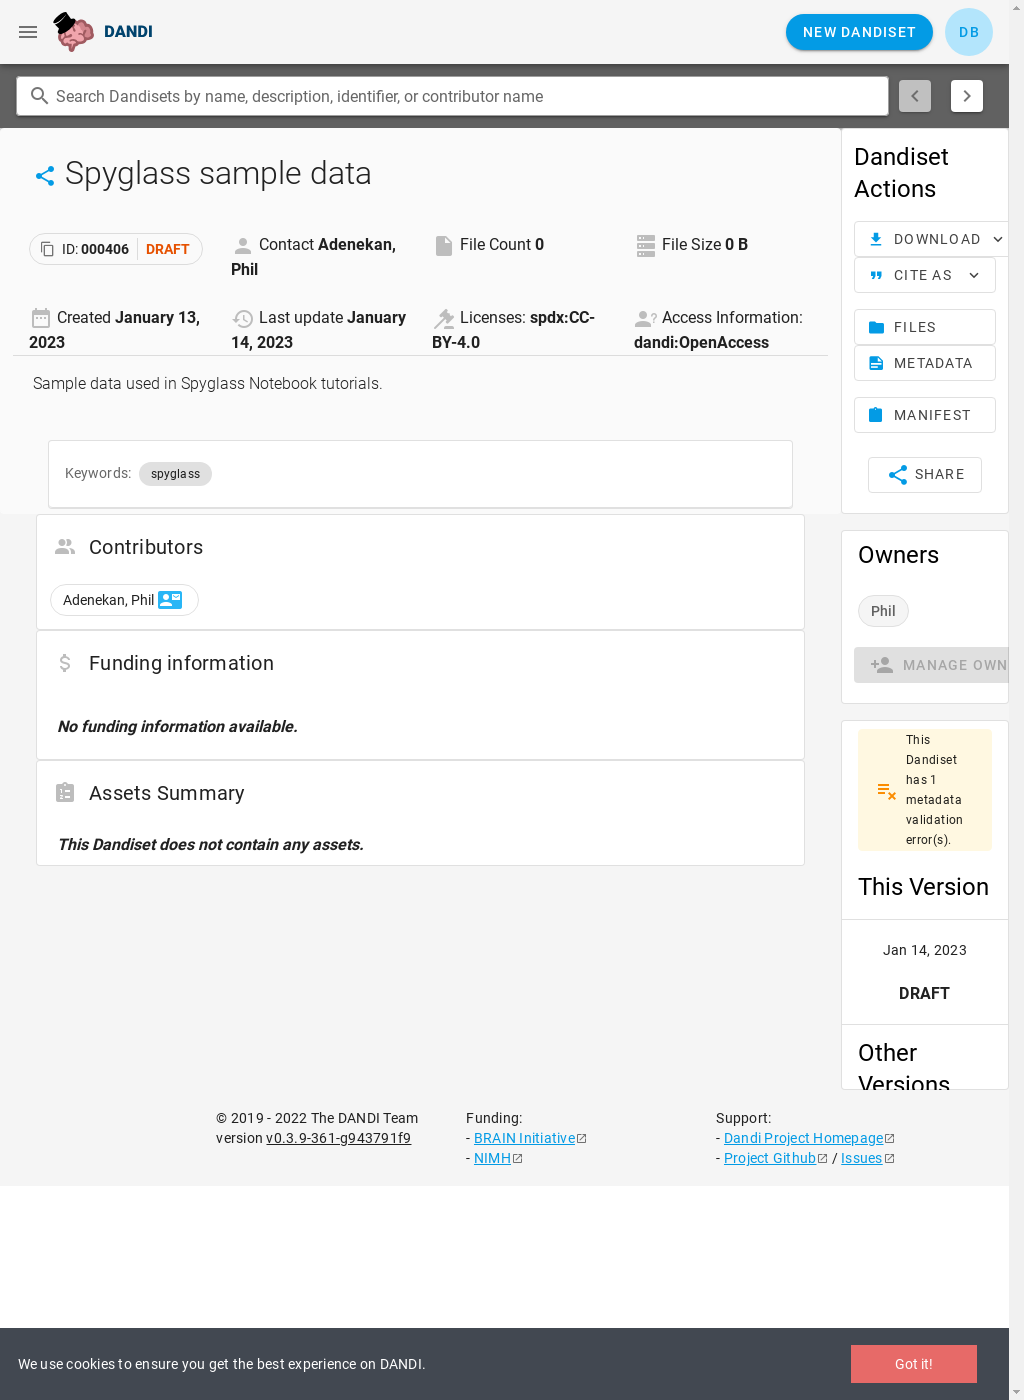 DANDI
NEW DANDISET
DB
Search Dandisets by name, description, identifier, or contributor name
Spyglass sample data
ID: 000406 DRAFT
Contact Adenekan,
Phil
File Count 0
File Size 0 B
Created January 13,
2023
Last update January
14, 2023
Licenses: spdx:CC-
BY-4.0
Access Information:
dandi:OpenAccess
Sample data used in Spyglass Notebook tutorials.
Keywords: spyglass
Contributors
Adenekan, Phil
Funding information
No funding information available.
Assets Summary
This Dandiset does not contain any assets.
Dandiset
Actions
DOWNLOAD
CITE AS
FILES
METADATA
MANIFEST
SHARE
Owners
Phil
MANAGE OWN
This
Dandiset
has 1
metadata
validation
error(s).
This Version
Jan 14, 2023
DRAFT
Other
Versions
© 2019 - 2022 The DANDI Team
version v0.3.9-361-g943791f9
Funding:
- BRAIN Initiative
- NIMH
Support:
- Dandi Project Homepage
- Project Github / Issues
We use cookies to ensure you get the best experience on DANDI.
Got it!